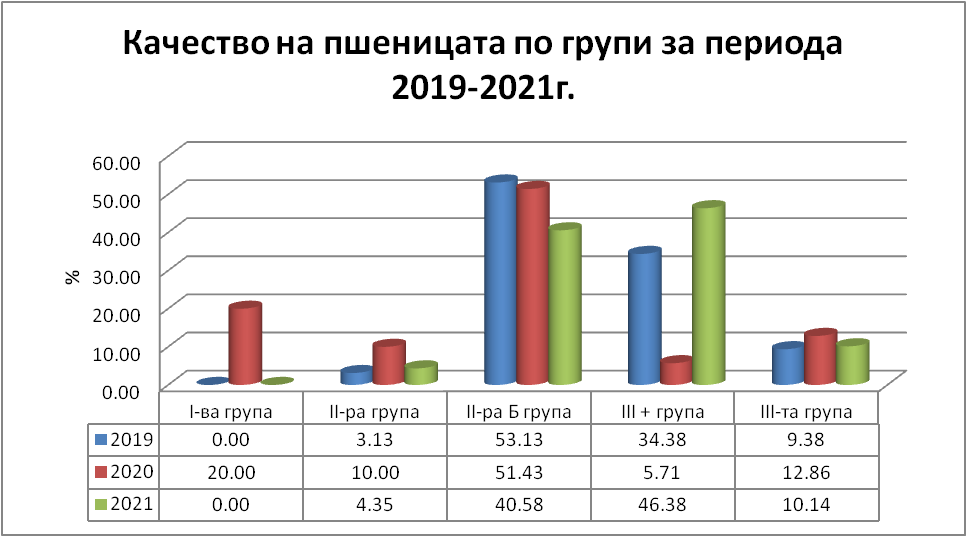 Качество на пшеницата по групи за периода
2019-2021г.
60.00
50.00
40.00
30.00
20.00
10.00
0.00
%
I-ва група II-ра група II-ра Б група III + група III-та група
2019 0.00 3.13 53.13 34.38 9.38
2020 20.00 10.00 51.43 5.71 12.86
2021 0.00 4.35 40.58 46.38 10.14